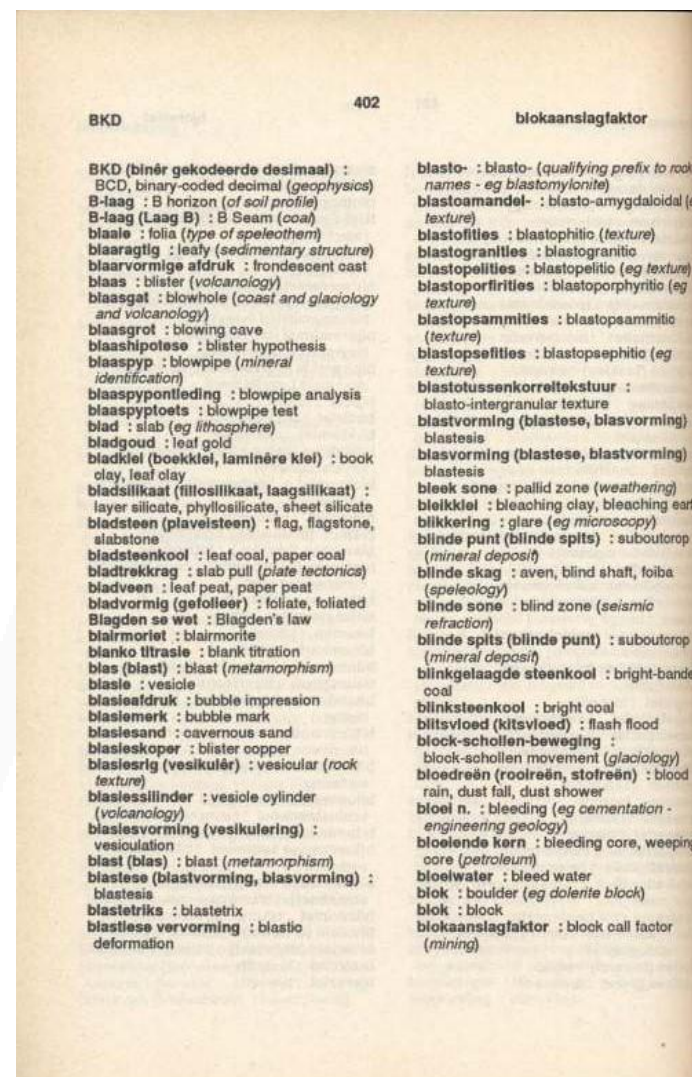 402
BKD
blokaanslagfaktor
BKD (binêr gekodeerde desimaal) :
BCD, binary-coded decimal (geophysics)
B-laag : B horizon (of soil profile)
B-laag (Laag B) : B Seam (coal)
blaaie : folia (type of speleothem)
blaaragtig : leafy (sedimentary structure)
blaarvormige afdruk : frondescent cast
blaas : blister (volcanology)
blaasgat : blowhole (coast and glaciology
and volcanology)
blaasgrot : blowing cave
blaashipotese : blister hypothesis
blaaspyp : blowpipe (mineral
identification)
blaaspypontleding : blowpipe analysis
blaaspyptoets : blowpipe test
blad : slab (eg lithosphere)
bladgoud : leaf gold
bladklei (boekklei, laminêre klei) : book
clay, leaf clay
bladsilikaat (fillosilikaat, laagsilikaat) :
layer silicate, phyllosilicate, sheet silicate
bladsteen (plaveisteen) : flag, flagstone,
slabstone
bladsteenkool : leaf coal, paper coal
bladtrekkrag : slab pull (plate tectonics)
bladveen : leaf peat, paper peat
bladvormig (gefolieer) : foliate, foliated
Blagden se wet : Blagden's law
blairmoriet : blairmorite
blanko titrasie : blank titration
blas (blast) : blast (metamorphism)
blasie : vesicle
blasieafdruk : bubble impression
blasiemerk : bubble mark
blasiesand : cavernous sand
blasieskoper : blister copper
blasiesrig (vesikulêr) : vesicular (rock
texture)
blasiessilinder : vesicle cylinder
(volcanology)
blasiesvorming (vesikulering) :
vesiculation
blast (blas) : blast (metamorphism)
blastese (blastvorming, blasvorming) :
blastesis
blastetriks : blastetrix
blastiese vervorming : blastic
deformation
blasto- : blasto- (qualifying prefix to rock
names - eg blastomylonite)
blastoamandel- : blasto-amygdaloidal
texture)
blastofities : blastophitic (texture)
blastogranities : blastogranitic
blastopelities : blastopelitic (eg texture)
blastoporfirities : blastoporphyritic (eg
texture)
blastopsammities : blastopsammitic
(texture)
blastopsefities : blastopsephitic (eg
texture)
blastotussenkorreltekstuur :
blasto-intergranular texture
blastvorming (blastese, blasvorming)
blastesis
blasvorming (blastese, blastvorming)
blastesis
bleek sone : pallid zone (weathering)
bleikklei : bleaching clay, bleaching
blikkering : glare (eg microscopy)
blinde punt (blinde spits) : suboutcrop
(mineral deposit)
blinde skag : aven, blind shaft, foiba
(speleology)
blinde sone : blind zone (seismic
refraction)
blinde spits (blinde punt) : suboutcrop
(mineral deposit)
blinkgelaagde steenkool : bright-bande
coal
blinksteenkool : bright coal
blitsvloed (kitsvloed) : flash flood
block-schollen-beweging :
block-schollen movement (glaciology)
bloedreën (rooireën, stofreën) : blood
rain, dust fall, dust shower
bloei n. : bleeding (eg cementation -
engineering geology)
bloeiende kern : bleeding core, weeping
core (petroleum)
bloeiwater : bleed water
blok : boulder (eg dolerite block)
blok : block
blokaanslagfaktor : block call factor
(mining)